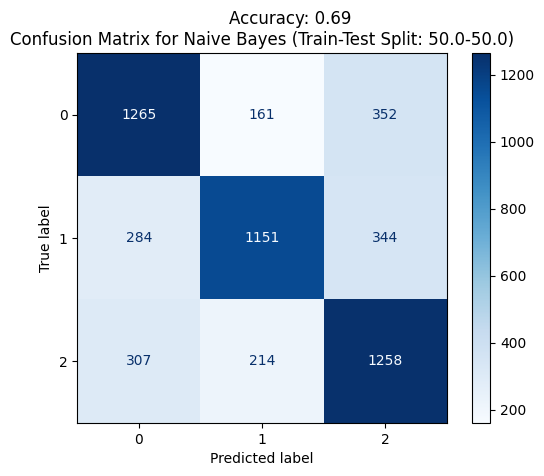 Accuracy: 0.69
Confusion Matrix for Naive Bayes (Train-Test Split: 50.0-50.0)
0 1265 161 352
1 284 1151 344
2 307 214 1258
0 1 2
True label
Predicted label
1200
1000
800
600
400
200